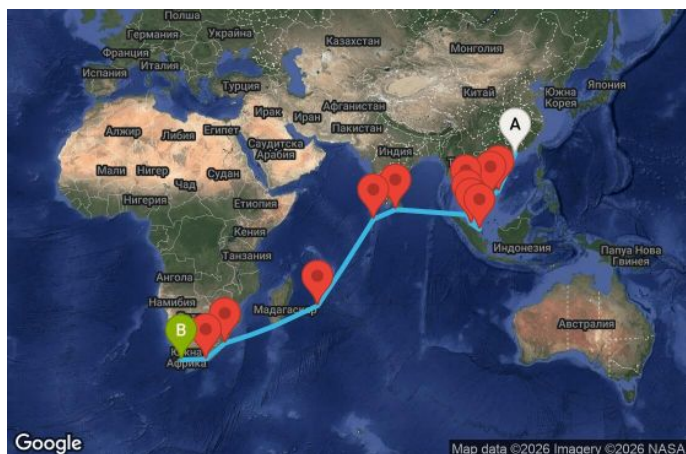 Полша
Германия
Украйна
Франция
Испания
Италия
Турция
Казахстан
Монголия
Китай
Южна
Корея
Япония
Ирак
Иран
Афганистан
Пакистан
Алжир
Либия
Египет
Саудитска
Арабия
Индия
Мали
Нигер
Чад
Судан
Нигерия
Етиопия
Кения
Танзания
Индонезия
Папуа Нова
Гвинея
Ангола
Намибия
Мадагаскар
Австралия
Южна
Африка
A
B
Google
Map data ©2026 Imagery ©2026 NASA